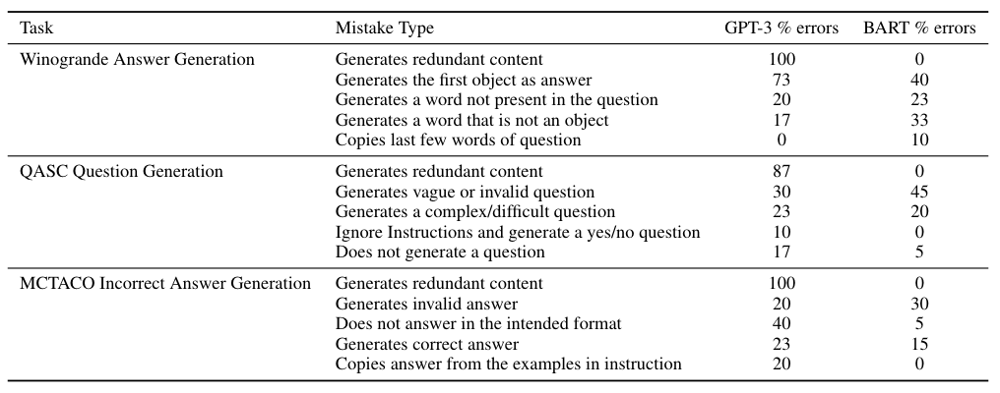 Task Mistake Type GPT-3 % errors BART % errors
Winogrande Answer Generation Generates redundant content 100 0
Generates the first object as answer 73 40
Generates a word not present in the question 20 23
Generates a word that is not an object 17 33
Copies last few words of question 0 10
QASC Question Generation Generates redundant content 87 0
Generates vague or invalid question 30 45
Generates a complex/difficult question 23 20
Ignore Instructions and generate a yes/no question 10 0
Does not generate a question 17 5
MCTACO Incorrect Answer Generation Generates redundant content 100 0
Generates invalid answer 20 30
Does not answer in the intended format 40 5
Generates correct answer 23 15
Copies answer from the examples in instruction 20 0